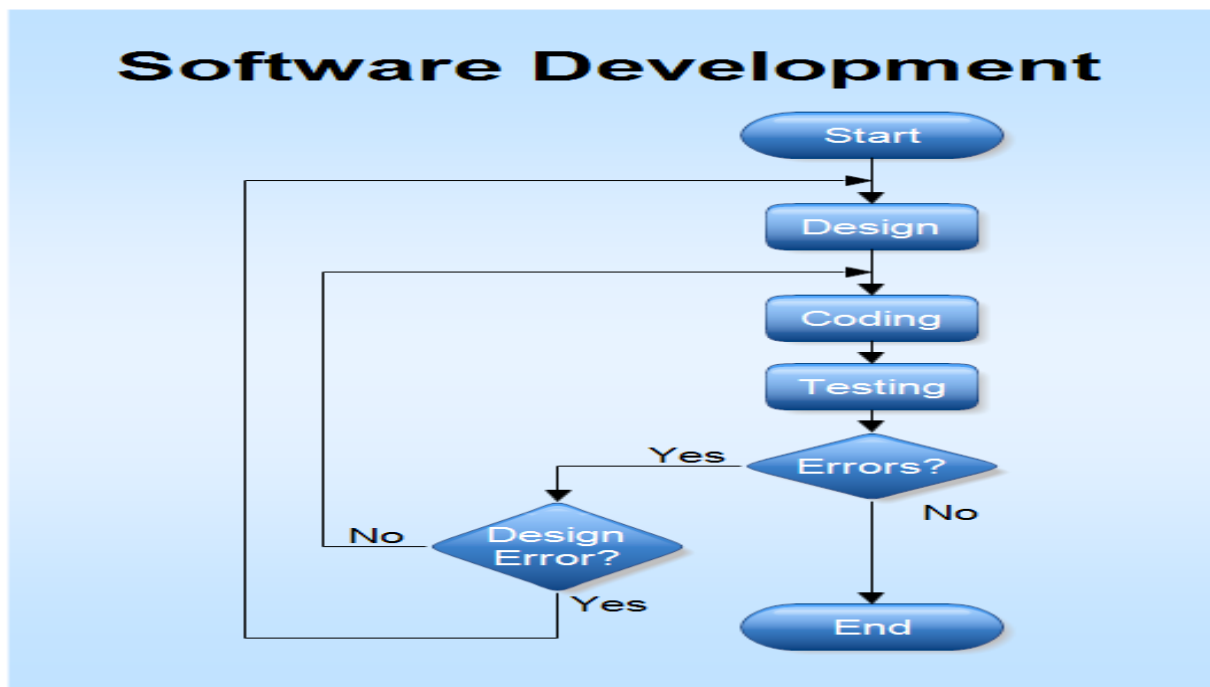 Software Development
Start
Design
Coding
Testing
Errors?
Yes
No
Design
Error?
No
Yes
End